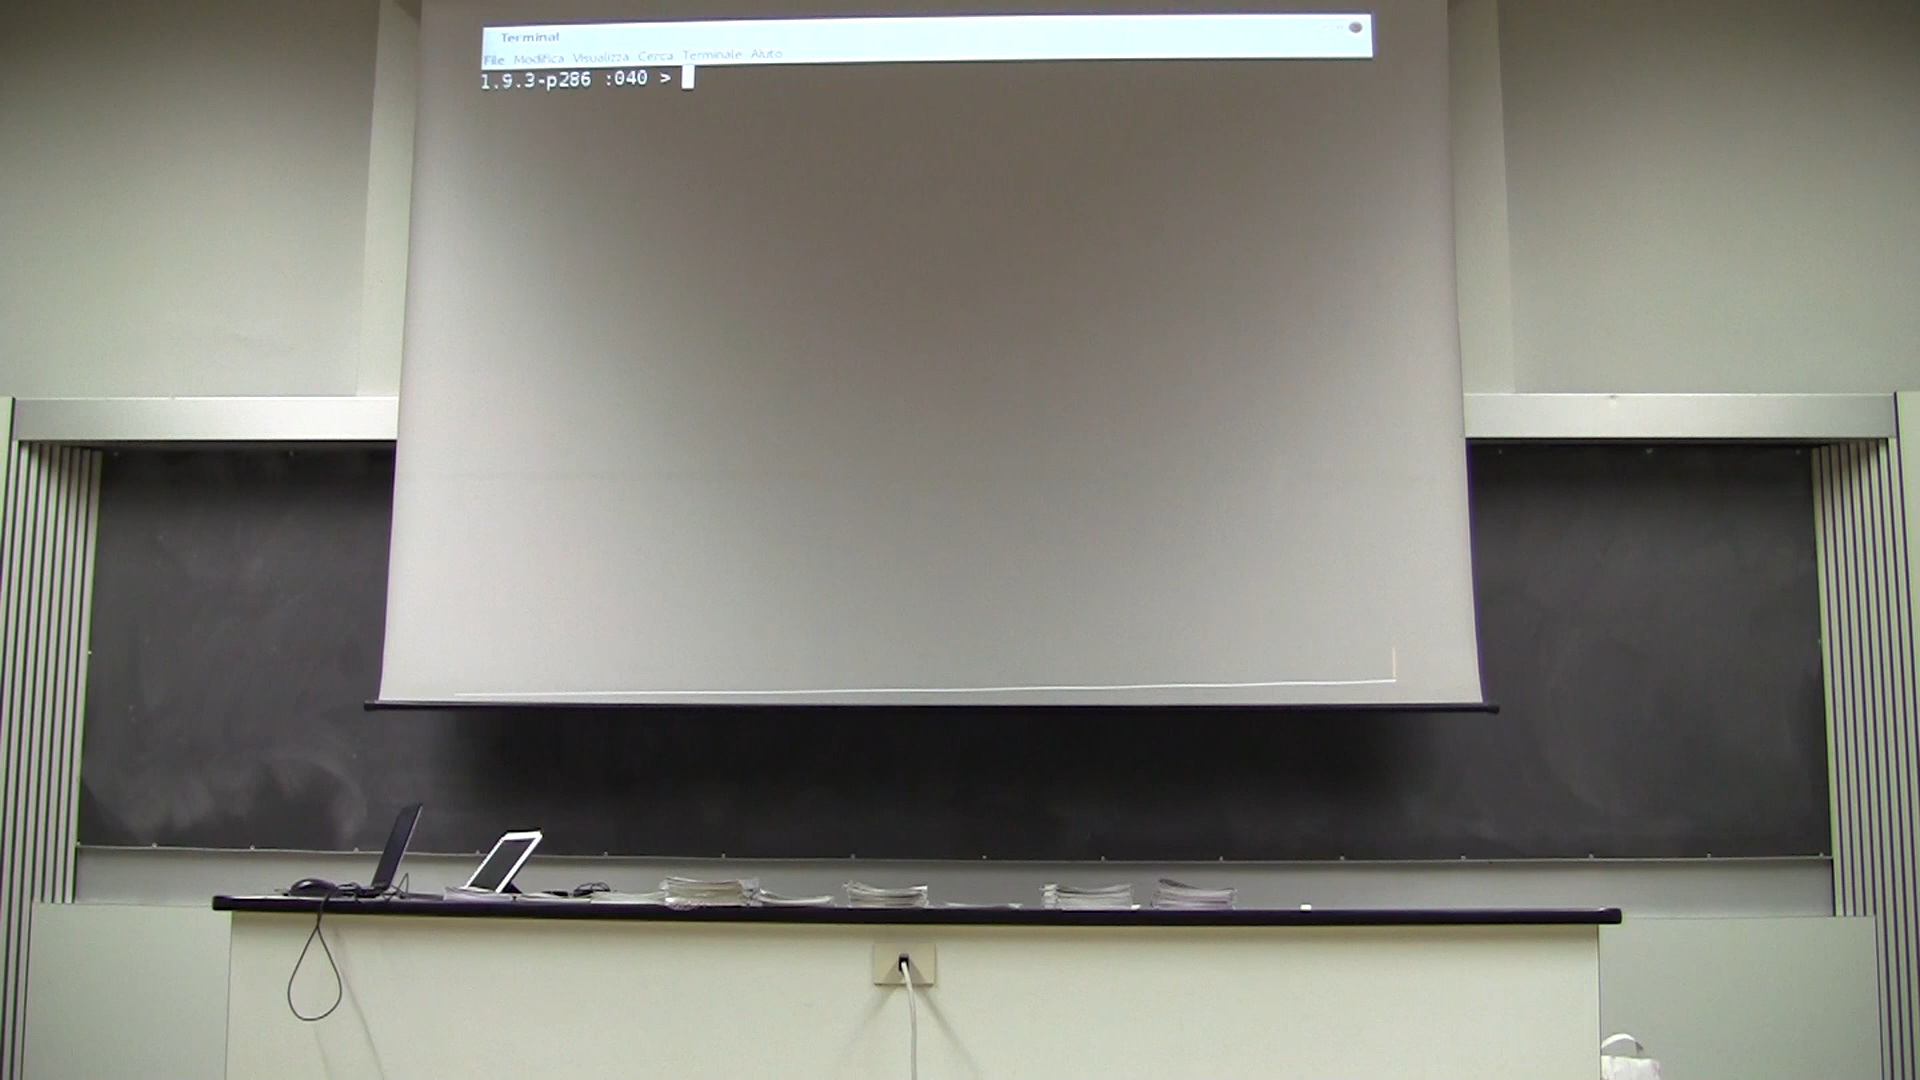 Terminal
File Modifica Visualizza Cerca Terminale Aiuto
1.9.3-p286 :040 >